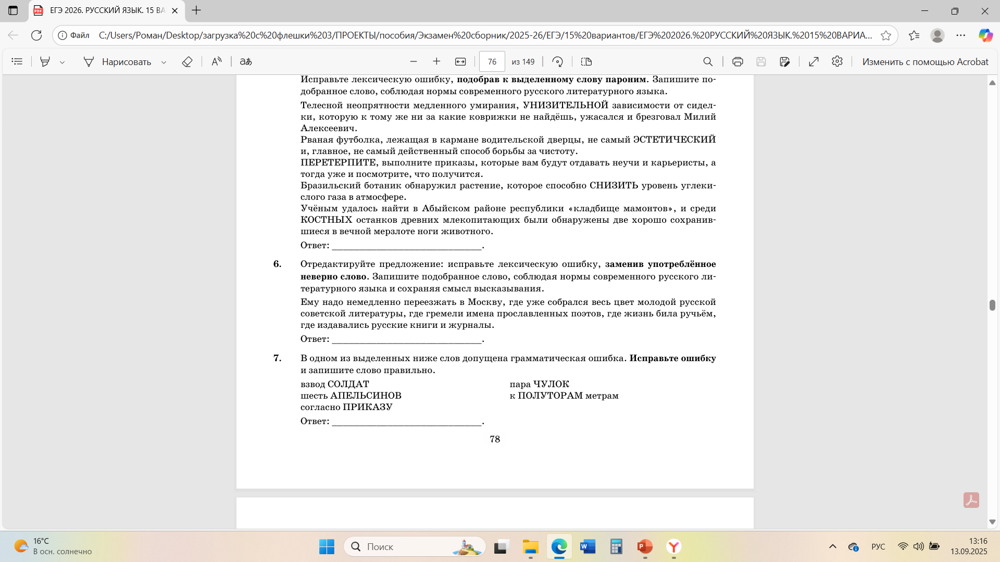 ЕГЭ 2026. РУССКИЙ ЯЗЫК. 15 ВА
Файл
C:/Users/Роман/Desktop/загрузка%20с%20флешки%203/ПРОЕКТЫ/пособия/Экзамен%20сборник/2025-26/ЕГЭ/15%20вариантов/ЕГЭ%202026.%20РУССКИЙ%20ЯЗЫК.%2015%20ВАРИА...
Нарисовать
аあ
76 из 149
Изменить с помощью Acrobat
Исправьте лексическую ошибку, подобрав к выделенному слову пароним. Запишите по-
добранное слово, соблюдая нормы современного русского литературного языка.
Телесной неопрятности медленного умирания, УНИЗИТЕЛЬНОЙ зависимости от сидел-
ки, которую к тому же ни за какие коврижки не найдёшь, ужасался и брезговал Милий
Алексеевич.
Рваная футболка, лежащая в кармане водительской дверцы, не самый ЭСТЕТИЧЕСКИЙ
и, главное, не самый действенный способ борьбы за чистоту.
ПЕРЕТЕРПИТЕ, выполните приказы, которые вам будут отдавать неучи и карьеристы, а
тогда уже и посмотрите, что получится.
Бразильский ботаник обнаружил растение, которое способно СНИЗИТЬ уровень углеки-
слого газа в атмосфере.
Учёным удалось найти в Абыйском районе республики «кладбище мамонтов», и среди
КОСТНЫХ останков древних млекопитающих были обнаружены две хорошо сохранив-
шиеся в вечной мерзлоте ноги животного.
Ответ: ___________________________.
6. Отредактируйте предложение: исправьте лексическую ошибку, заменив употреблённое
неверно слово. Запишите подобранное слово, соблюдая нормы современного русского ли-
тературного языка и сохраняя смысл высказывания.
Ему надо немедленно переезжать в Москву, где уже собрался весь цвет молодой русской
советской литературы, где гремели имена прославленных поэтов, где жизнь била ручьём,
где издавались русские книги и журналы.
Ответ: ___________________________.
7. В одном из выделенных ниже слов допущена грамматическая ошибка. Исправьте ошибку
и запишите слово правильно.
взвод СОЛДАТ
шесть АПЕЛЬСИНОВ
согласно ПРИКАЗУ
пара ЧУЛОК
к ПОЛУТОРАМ метрам
Ответ: ___________________________.
78
16°C
В осн. солнечно
Поиск
РУС
13:16
13.09.2025